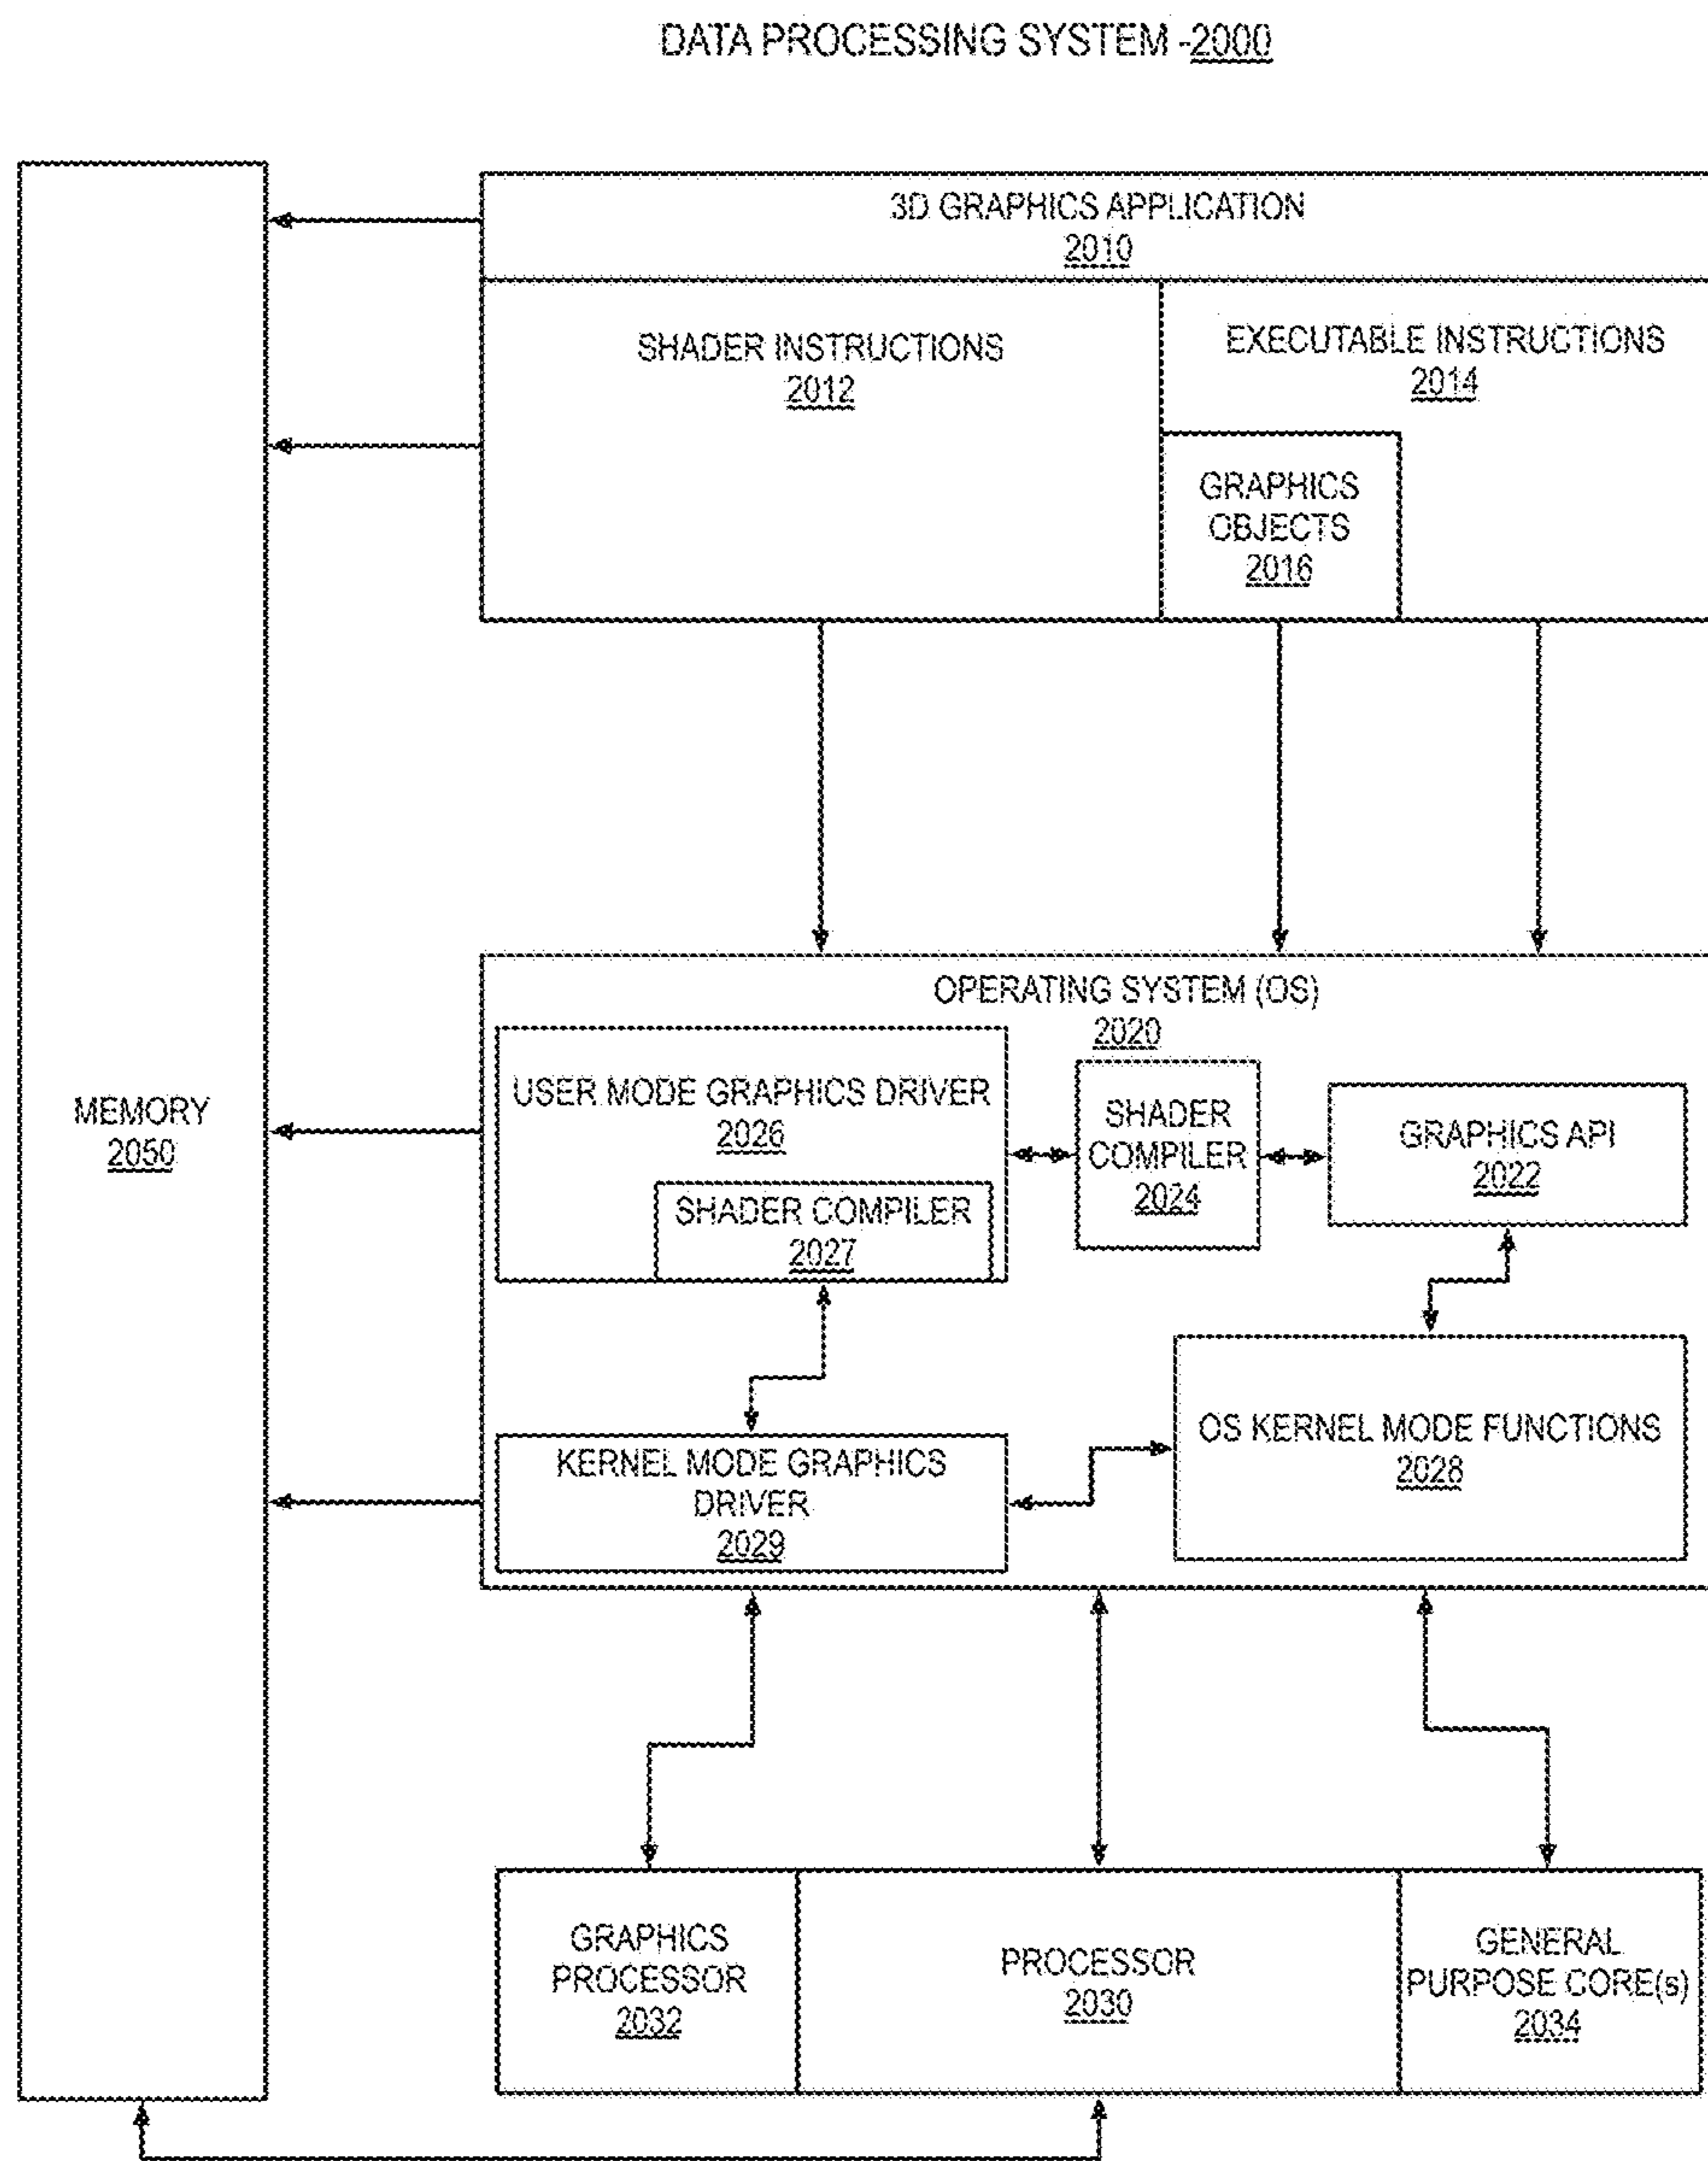 DATA PROCESSING SYSTEM -2000
3D GRAPHICS APPLICATION
2010
SHADER INSTRUCTIONS
2012
EXECUTABLE INSTRUCTIONS
2014
GRAPHICS
OBJECTS
2016
OPERATING SYSTEM (OS)
2020
USER MODE GRAPHICS DRIVER
2026
SHADER COMPILER
2027
SHADER
COMPILER
2024
GRAPHICS API
2022
MEMORY
2050
KERNEL MODE GRAPHICS
DRIVER
2029
OS KERNEL MODE FUNCTIONS
2028
GRAPHICS
PROCESSOR
2032
PROCESSOR
2030
GENERAL
PURPOSE CORE(s)
2034